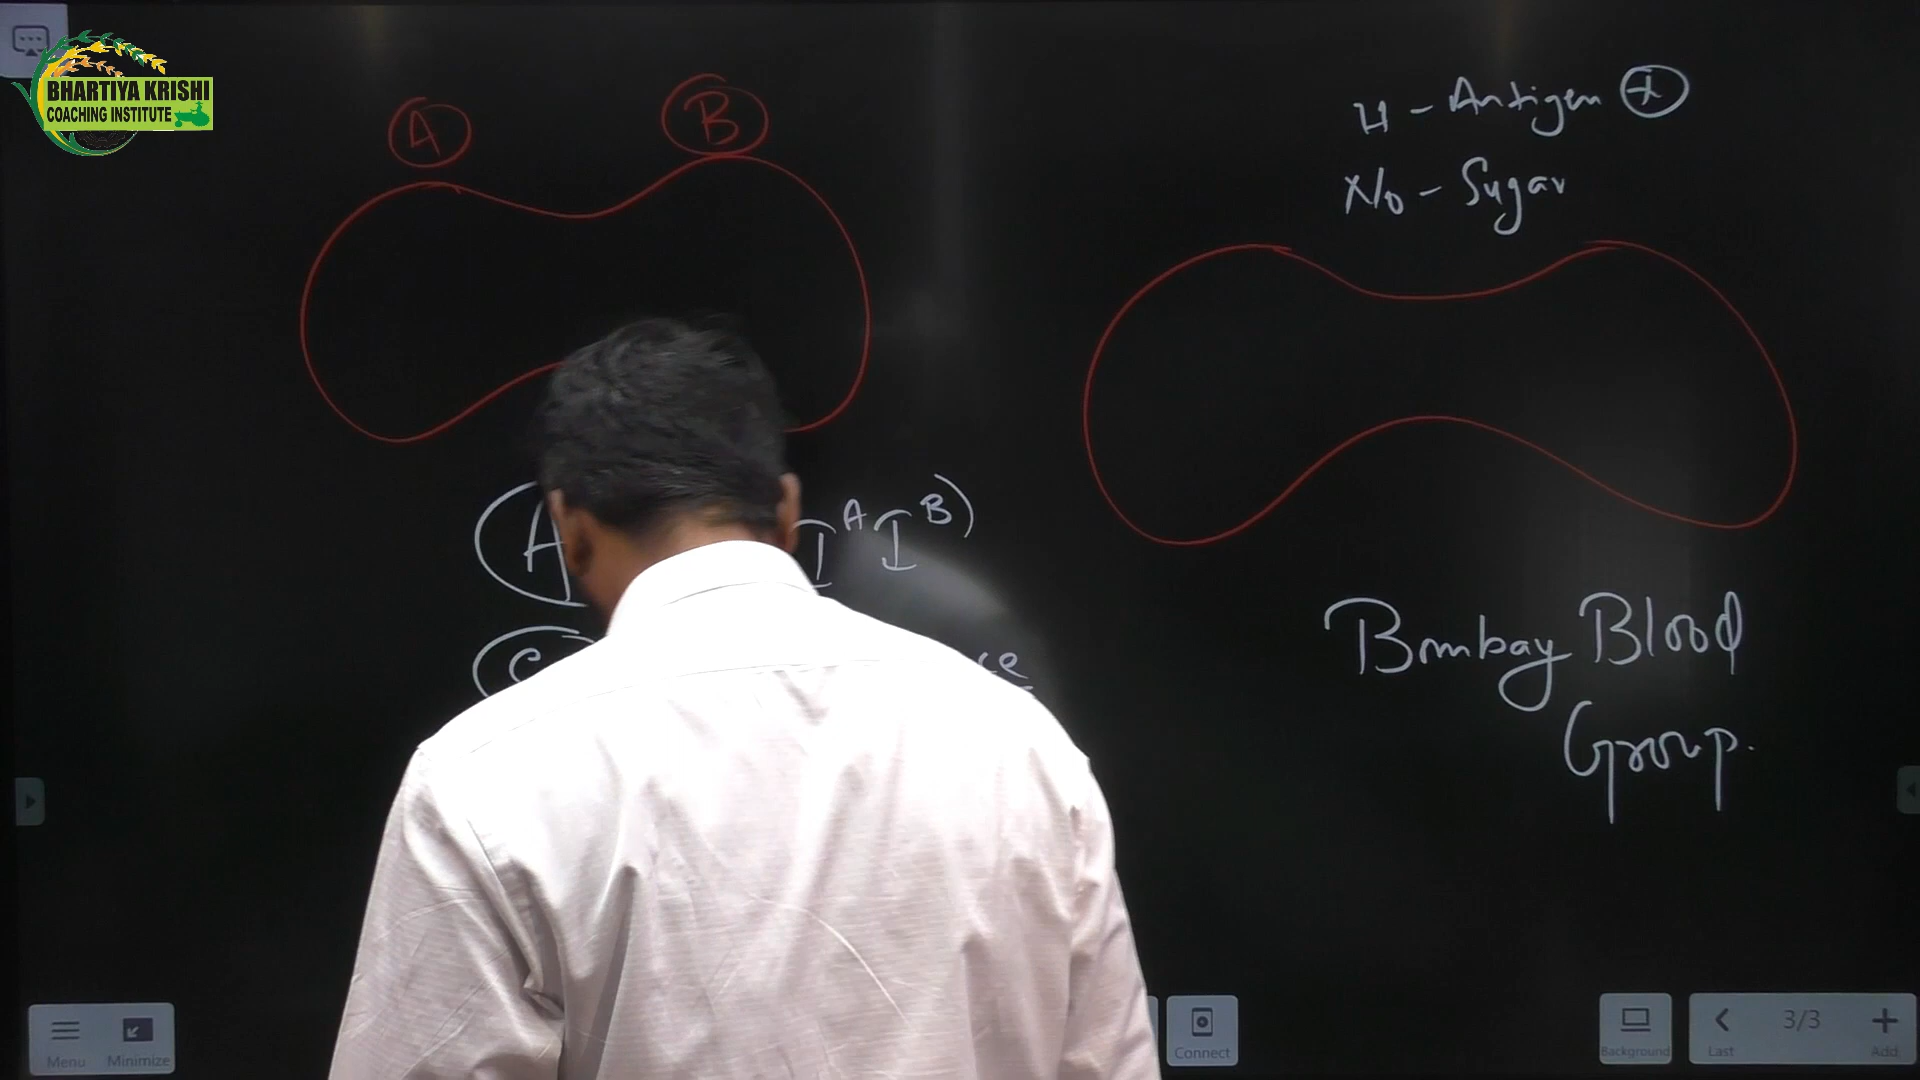 BHARTIYA KRISHI
COACHING INSTITUTE
A
B
H - Antigen
No - Sugar
A
I^A I^B)
Bombay Blood
Group.
Menu
Minimize
Connect
Background
3/3
Last
Add